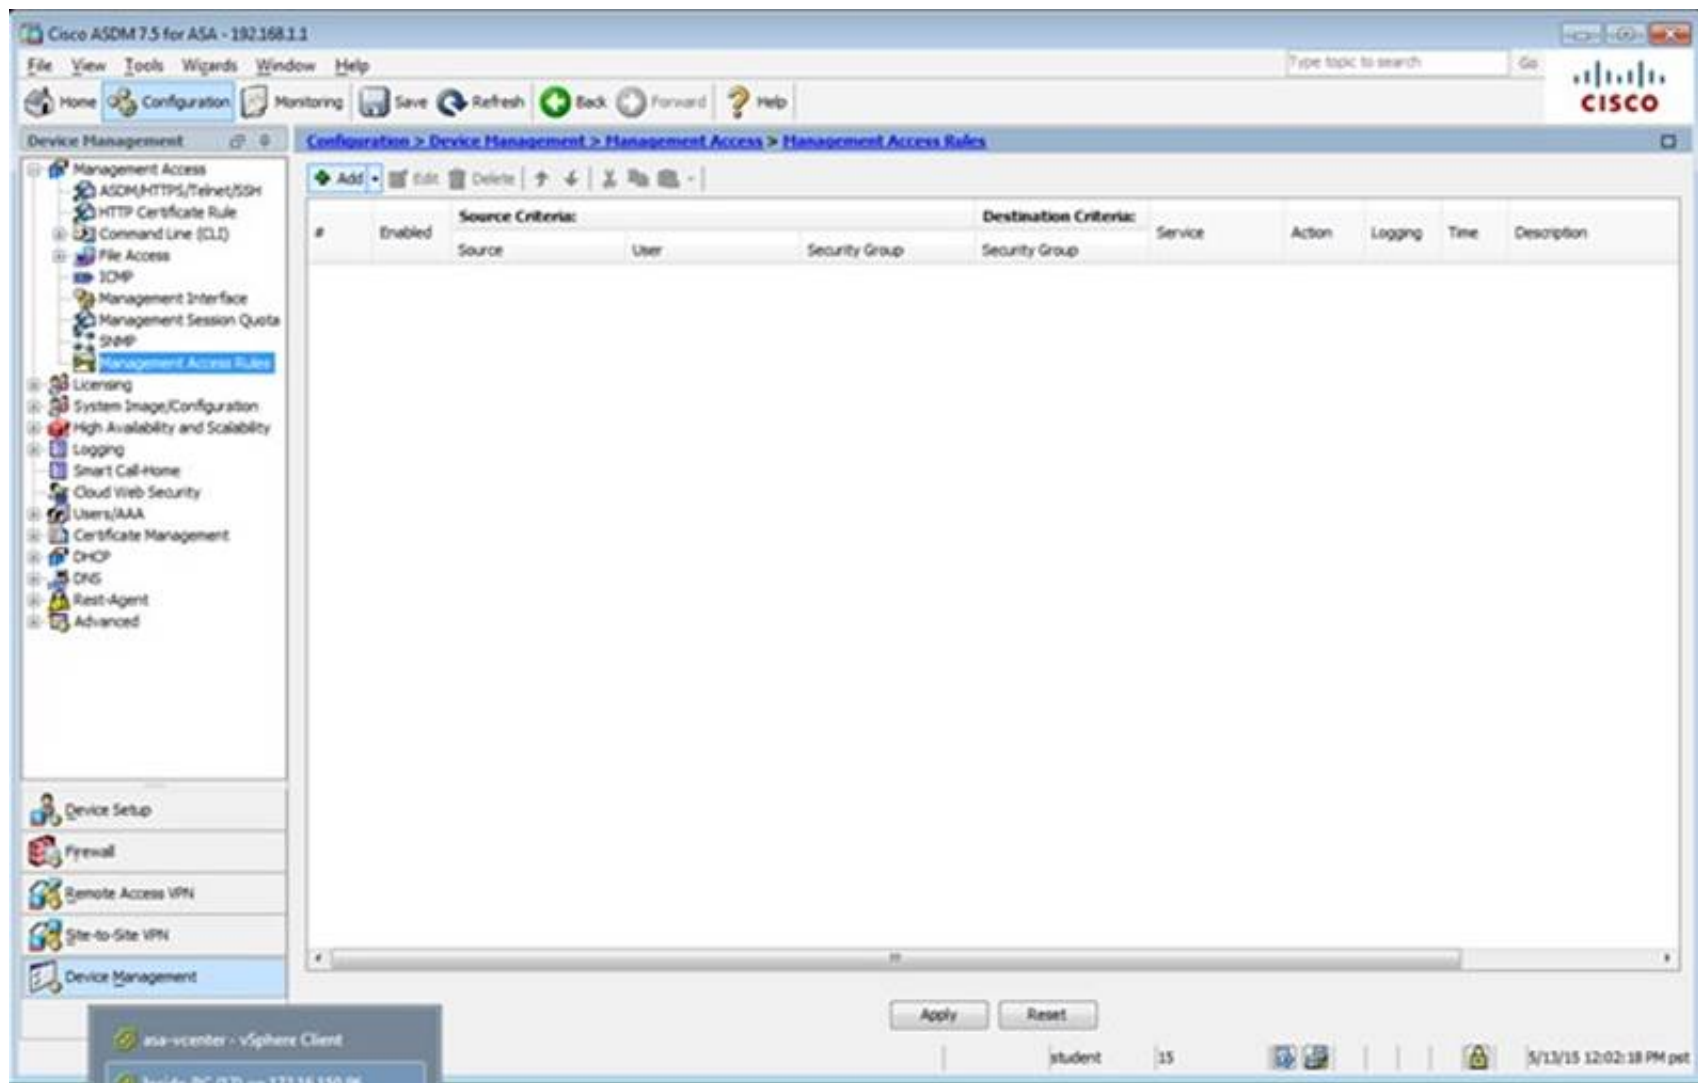 Cisco ASDM 7.5 for ASA - 192.168.1.1
File View Tools Wizards Window Help
Type topic to search Go
Home Configuration Monitoring Save Refresh Back Forward Help
CISCO
Device Management
Configuration > Device Management > Management Access > Management Access Rules
Management Access
ASDM/HTTPS/Telnet/SSH
HTTP Certificate Rule
Command Line (CLI)
File Access
ICMP
Management Interface
Management Session Quota
SNMP
Management Access Rules
Licensing
System Image/Configuration
High Availability and Scalability
Logging
Smart Call-Home
Cloud Web Security
Users/AAA
Certificate Management
DHCP
DNS
Rest-Agent
Advanced
Add Edit Delete
# Enabled Source Criteria: Destination Criteria: Service Action Logging Time Description
Source User Security Group Security Group
Device Setup
Firewall
Remote Access VPN
Site-to-Site VPN
Device Management
Apply Reset
asa-vcenter - vSphere Client
student 15 5/13/15 12:02:18 PM pst